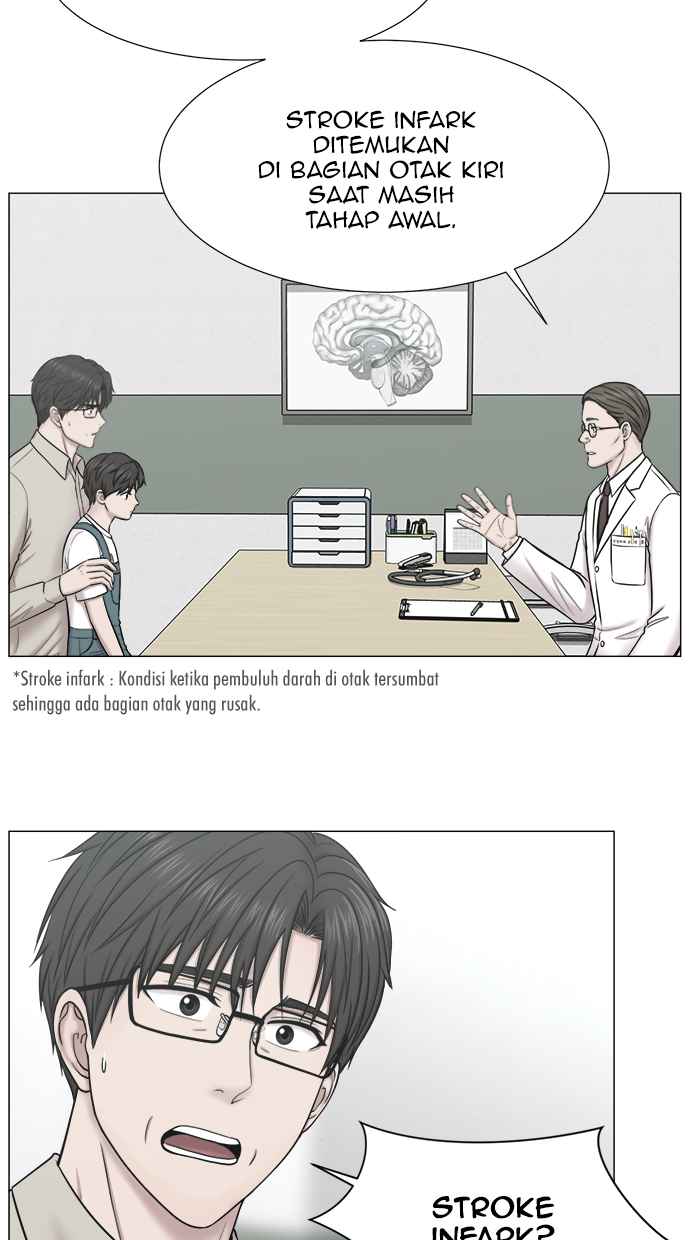 STROKE INFARK
DITEMUKAN
DI BAGIAN OTAK KIRI
SAAT MASIH
TAHAP AWAL.
*Stroke infark : Kondisi ketika pembuluh darah di otak tersumbat
sehingga ada bagian otak yang rusak.
STROKE
INFARK?